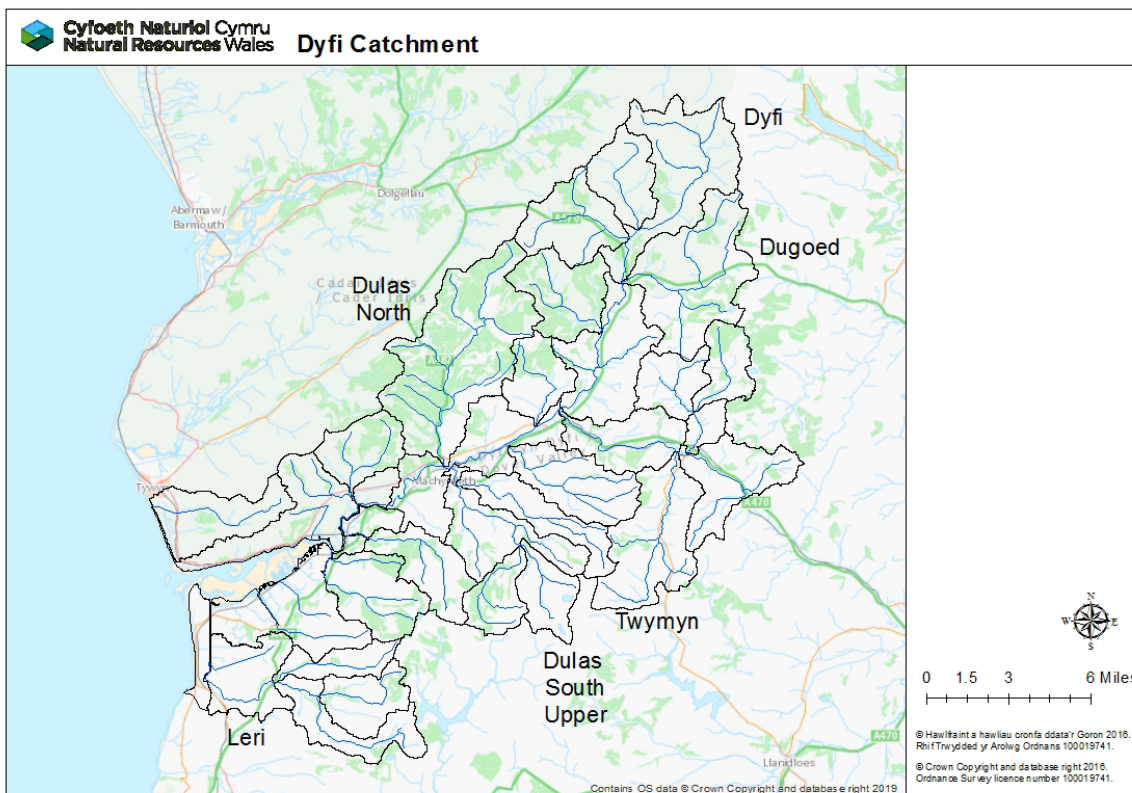 Cyfoeth Naturiol Cymru
Natural Resources Wales
Dyfi Catchment
Dyfi
Dolgellau
Abermaw /
Barmouth
A470
Dugoed
Dulas
North
Machynlleth
Tywyn
A470
Twymyn
N
W
E
S
Dulas
South
Upper
0 1.5 3 6 Miles
Leri
© Hawlfraint a hawliau cronfa ddata'r Goron 2016.
Rhif Trwydded yr Arolwg Ordnans 100019741.
A470
© Crown Copyright and database right 2016.
Ordnance Survey licence number 100019741.
Llanidloes
Contains OS data © Crown Copyright and database right 2019